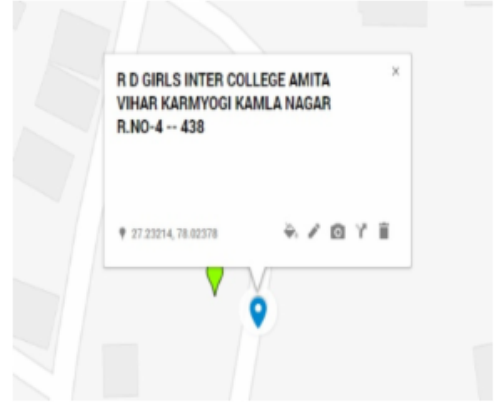 R D GIRLS INTER COLLEGE AMITA
VIHAR KARMYOGI KAMLA NAGAR
R.NO-4 -- 438
27.23214, 78.02378